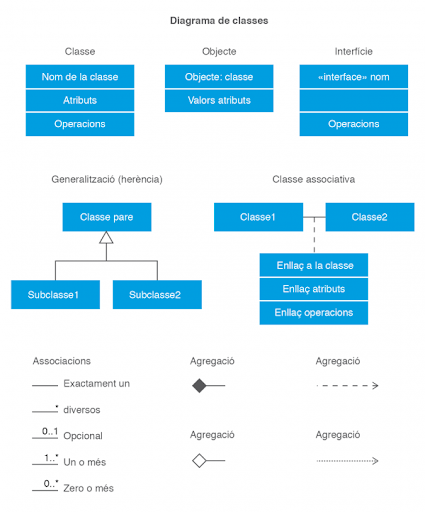 Diagrama de classes
Classe
Objecte
Interfície
Nom de la classe
Objecte: classe
«interface» nom
Atributs
Valors atributs
Operacions
Operacions
Generalització (herència)
Classe associativa
Classe pare
Classe1
Classe2
Enllaç a la classe
Subclasse1
Subclasse2
Enllaç atributs
Enllaç operacions
Associacions
Agregació
Agregació
Exactament un
* diversos
0..1 Opcional
Agregació
Agregació
1..* Un o més
0..* Zero o més